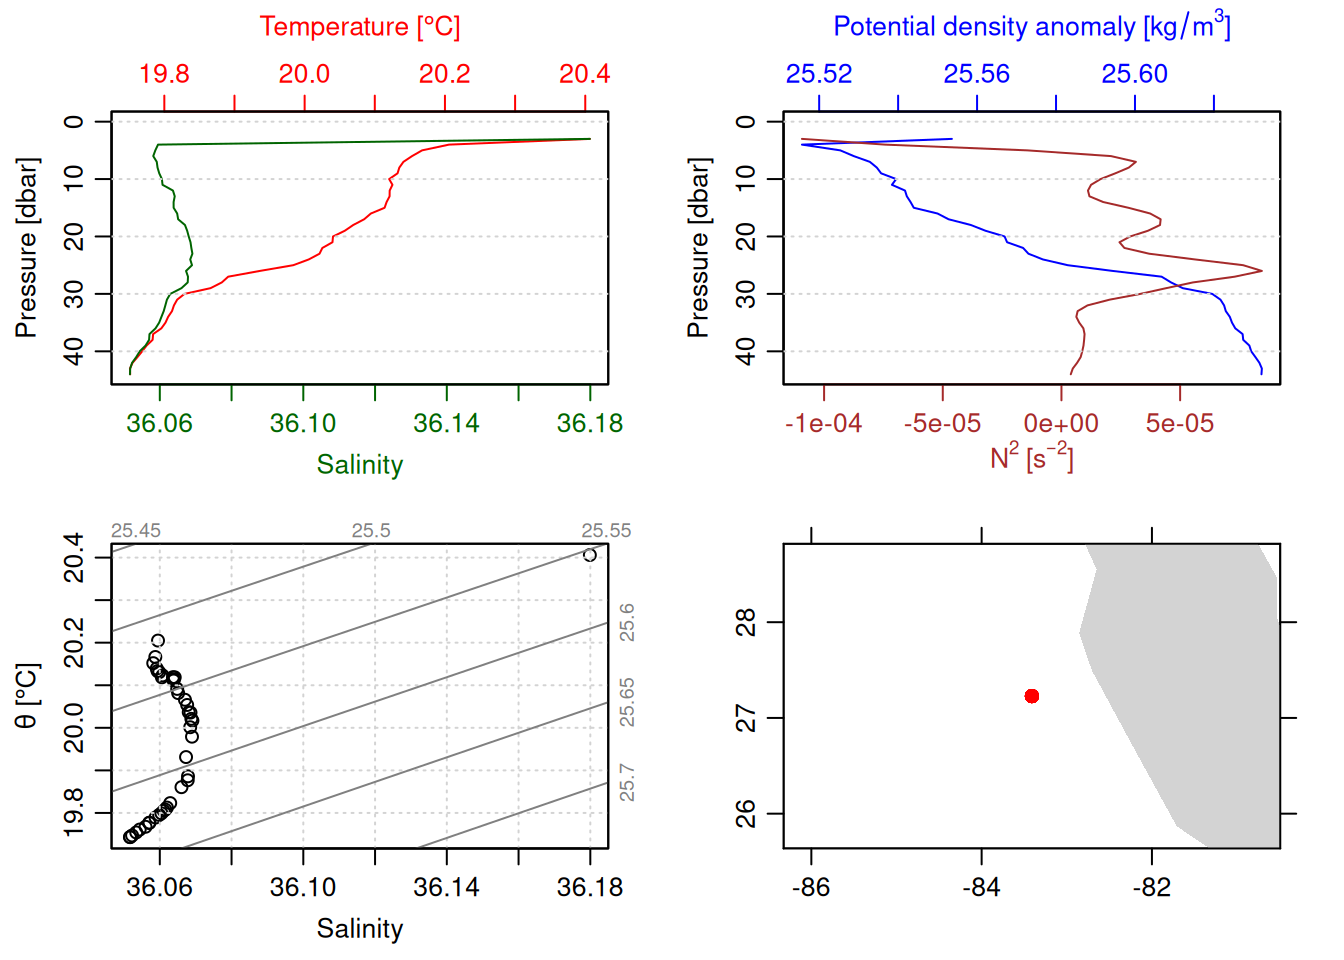 Temperature [°C]
19.8 20.0 20.2 20.4
0
10
20
30
40
Pressure [dbar]
36.06 36.10 36.14 36.18
Salinity
Potential density anomaly [kg/m³]
25.52 25.56 25.60
0
10
20
30
40
Pressure [dbar]
-1e-04 -5e-05 0e+00 5e-05
N² [s⁻²]
25.45 25.5 25.55
25.6
25.65
25.7
20.4
20.2
20.0
19.8
θ [°C]
36.06 36.10 36.14 36.18
Salinity
28
27
26
-86 -84 -82